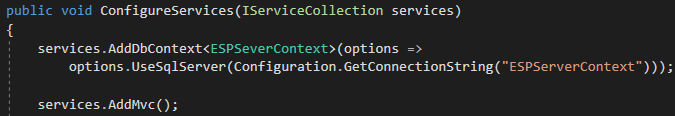 public void ConfigureServices(IServiceCollection services)
{
services.AddDbContext<ESPSeverContext>(options =>
options.UseSqlServer(Configuration.GetConnectionString("ESPServerContext")));
services.AddMvc();